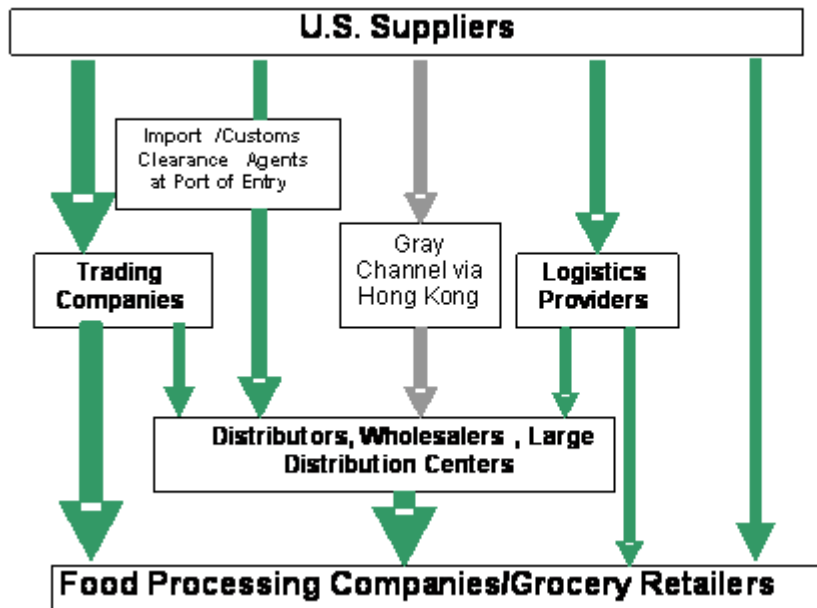 U.S. Suppliers
Import /Customs
Clearance Agents
at Port of Entry
Gray
Channel via
Hong Kong
Trading
Companies
Logistics
Providers
Distributors, Wholesalers , Large
Distribution Centers
Food Processing Companies/Grocery Retailers